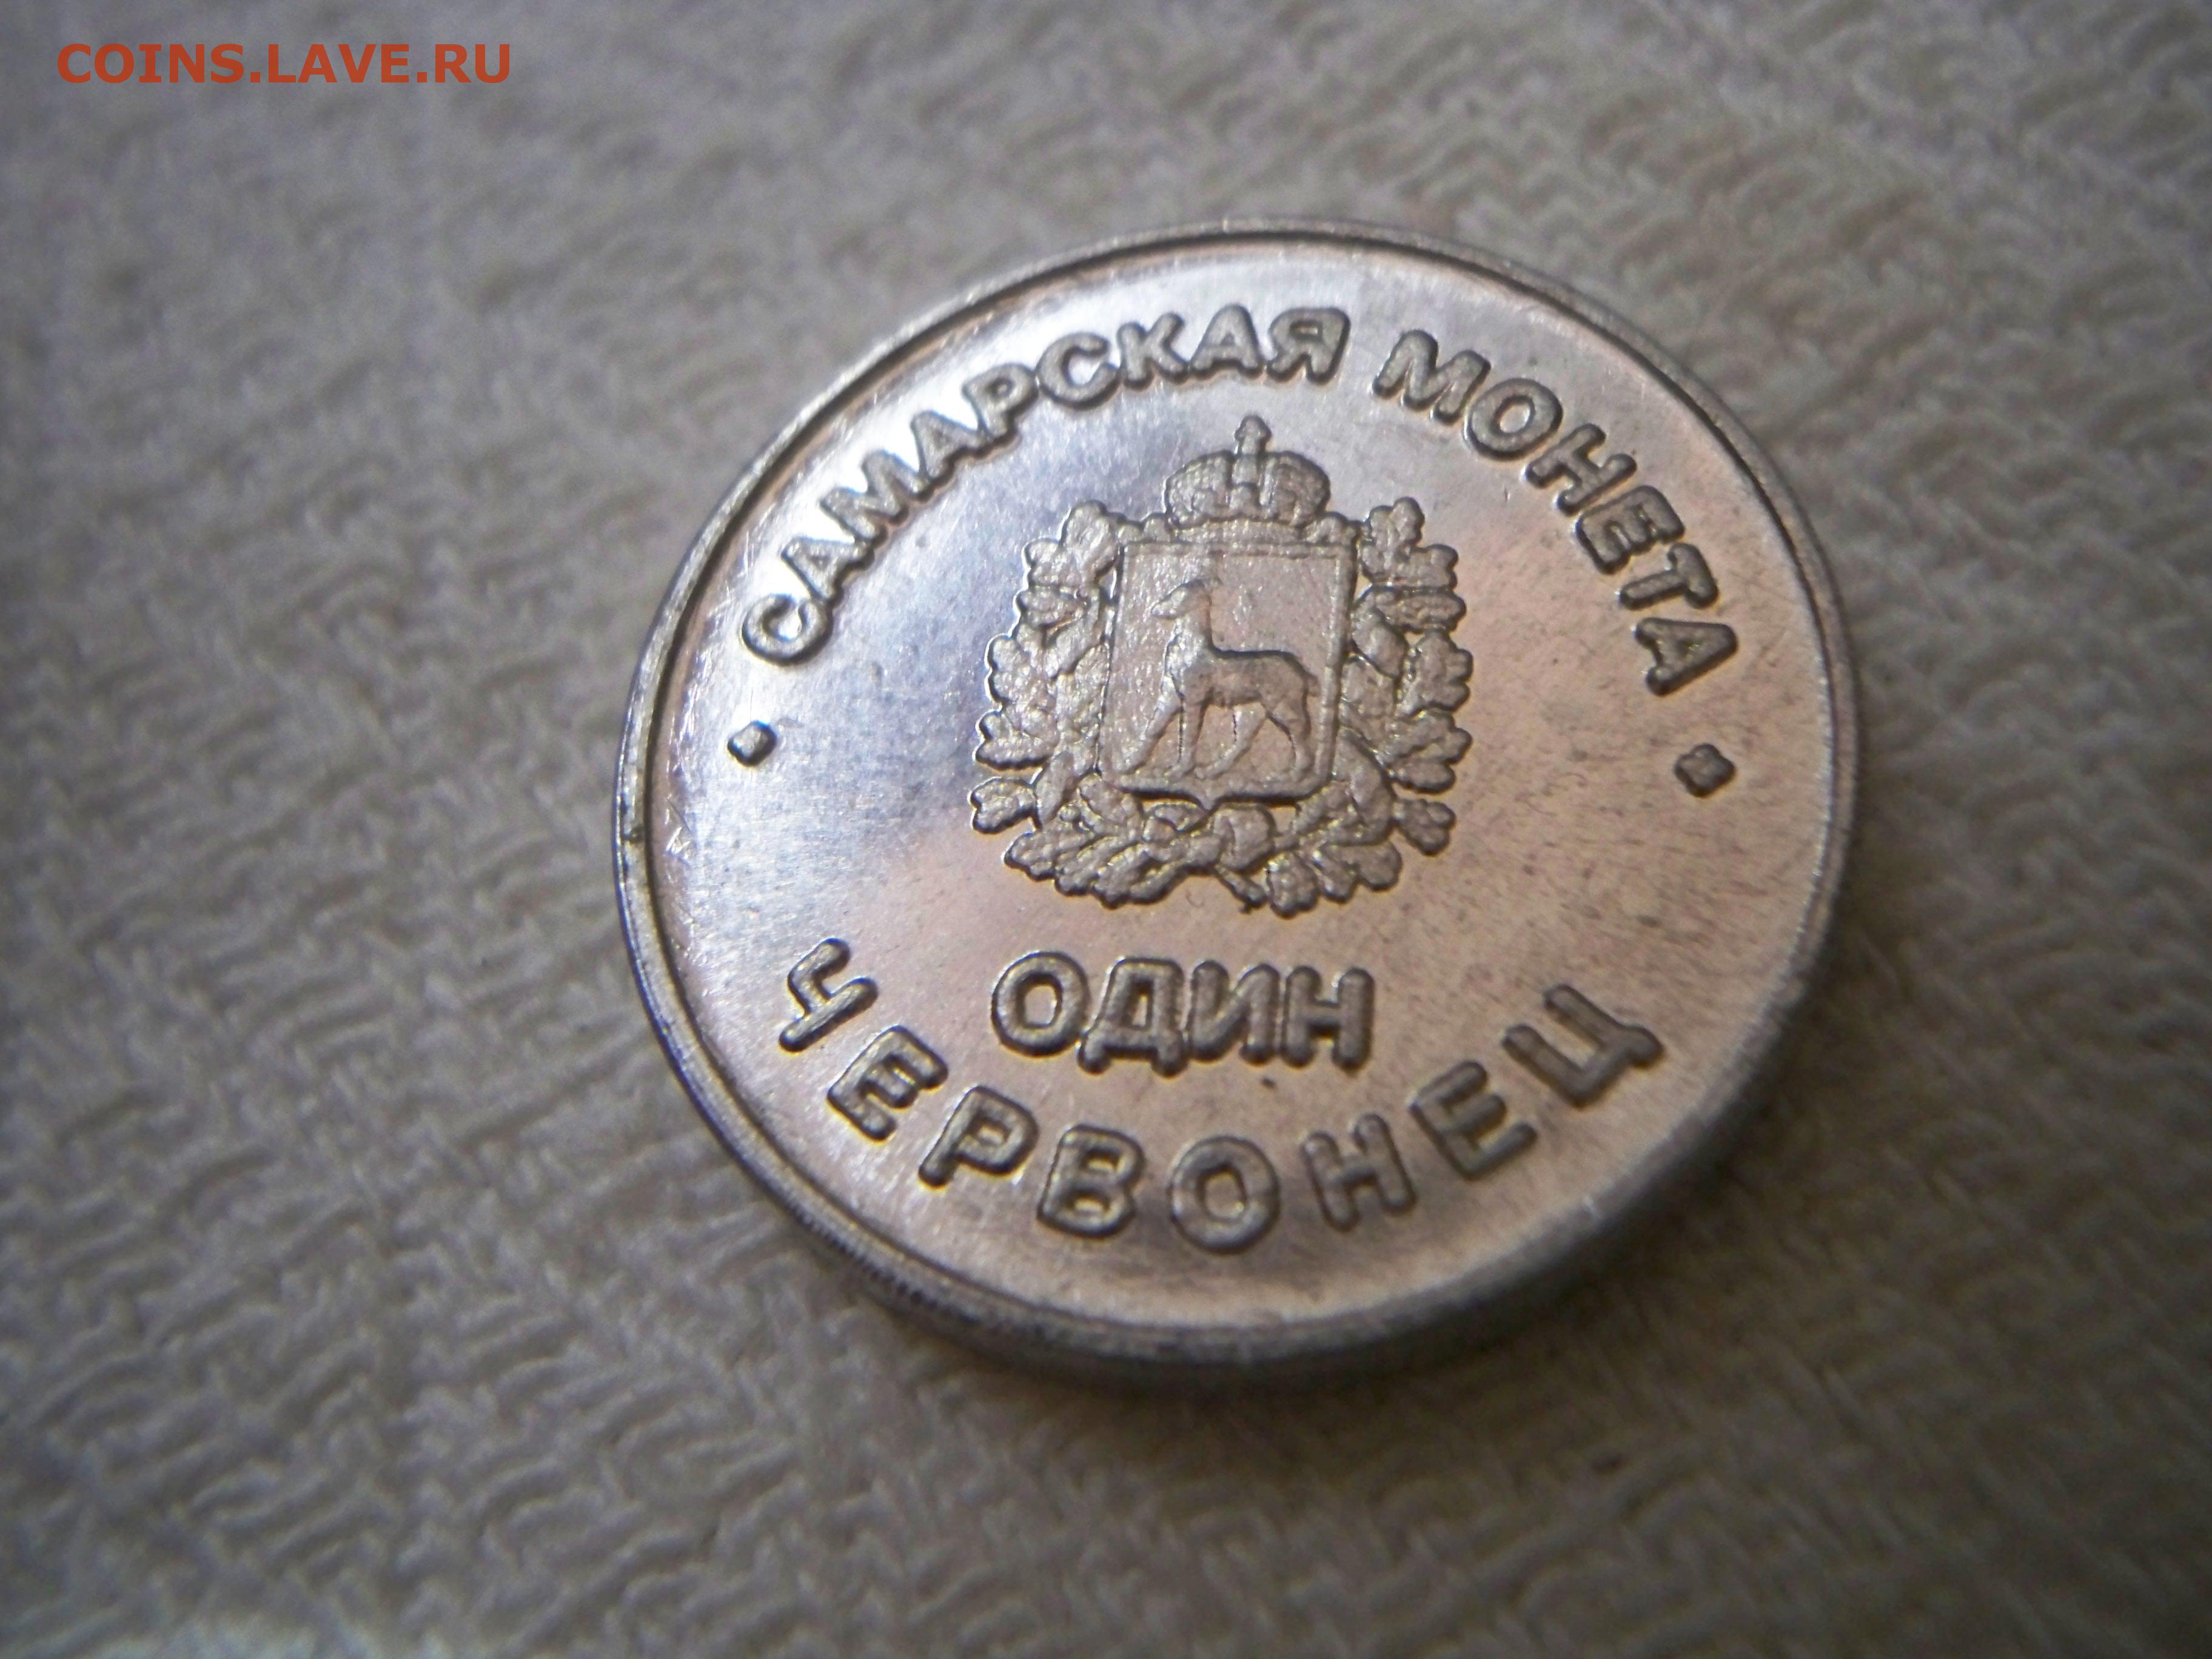 COINS.LAVE.RU
• САМАРСКАЯ МОНЕТА •
ОДИН
ЧЕРВОНЕЦ